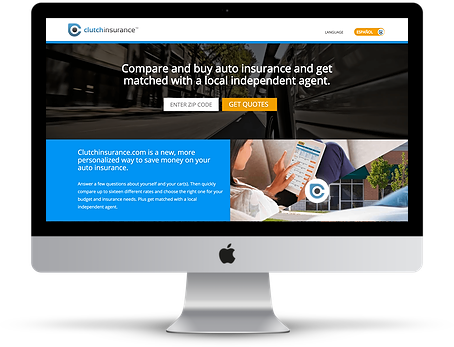 clutchinsurance™
LANGUAGE
ESPAÑOL
Compare and buy auto insurance and get
matched with a local independent agent.
ENTER ZIP CODE
GET QUOTES
Clutchinsurance.com is a new, more
personalized way to save money on your
auto insurance.
Answer a few questions about yourself and your car(s). Then quickly
compare up to sixteen different rates and choose the right one for your
budget and insurance needs. Plus get matched with a local
independent agent.